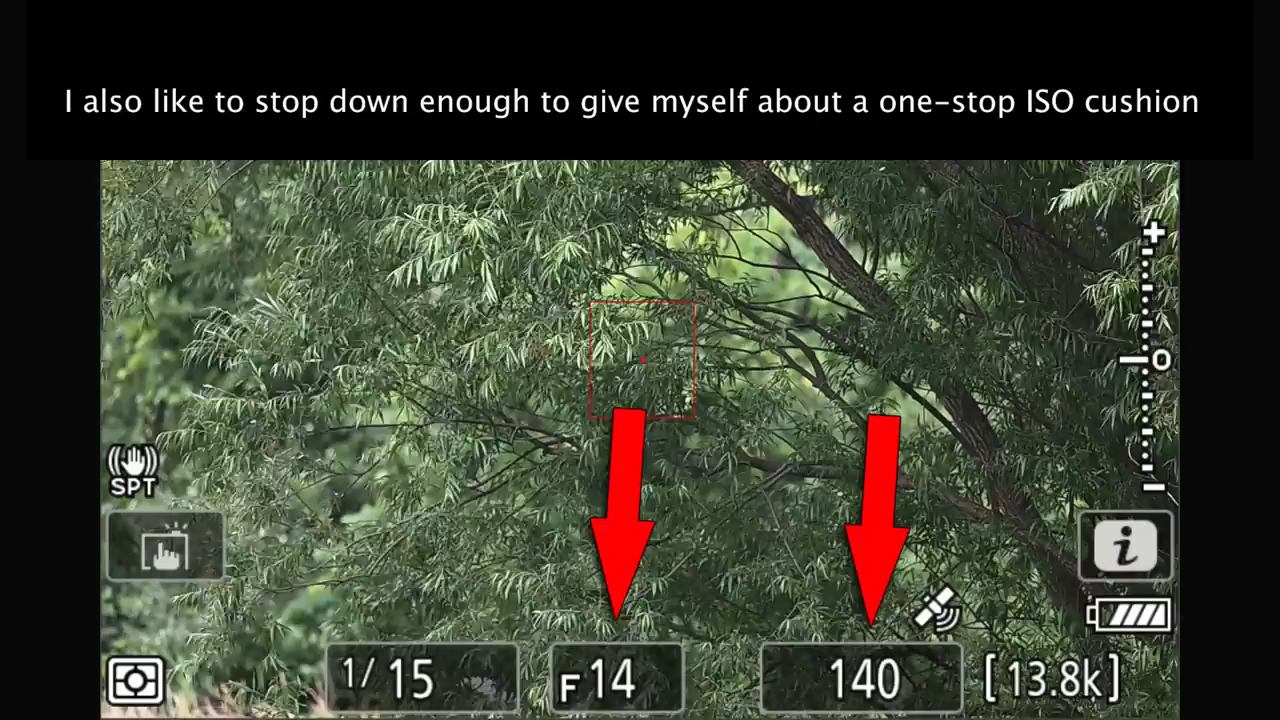 I also like to stop down enough to give myself about a one-stop ISO cushion
SPT
i
1/15
F14
140
[13.8k]